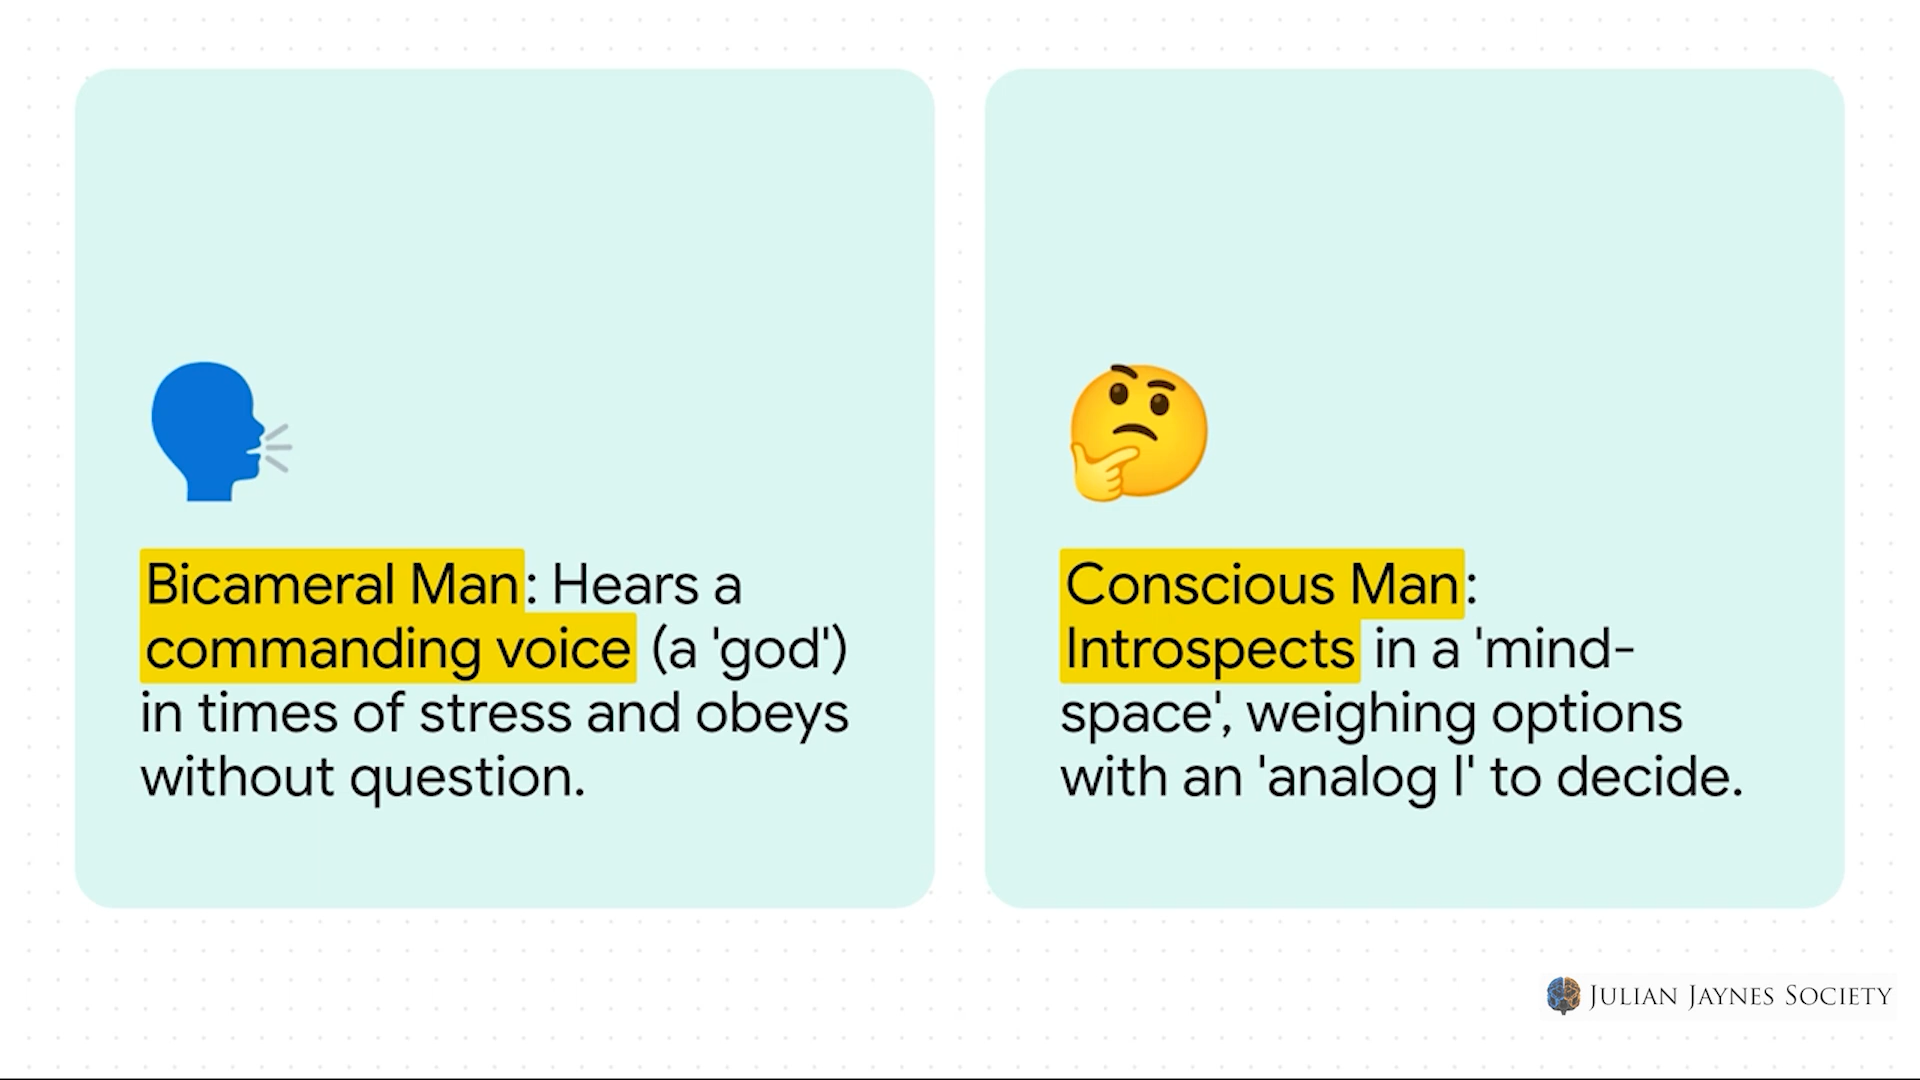 Bicameral Man: Hears a
commanding voice (a 'god')
in times of stress and obeys
without question.
Conscious Man:
Introspects in a 'mind-
space', weighing options
with an 'analog I' to decide.
JULIAN JAYNES SOCIETY